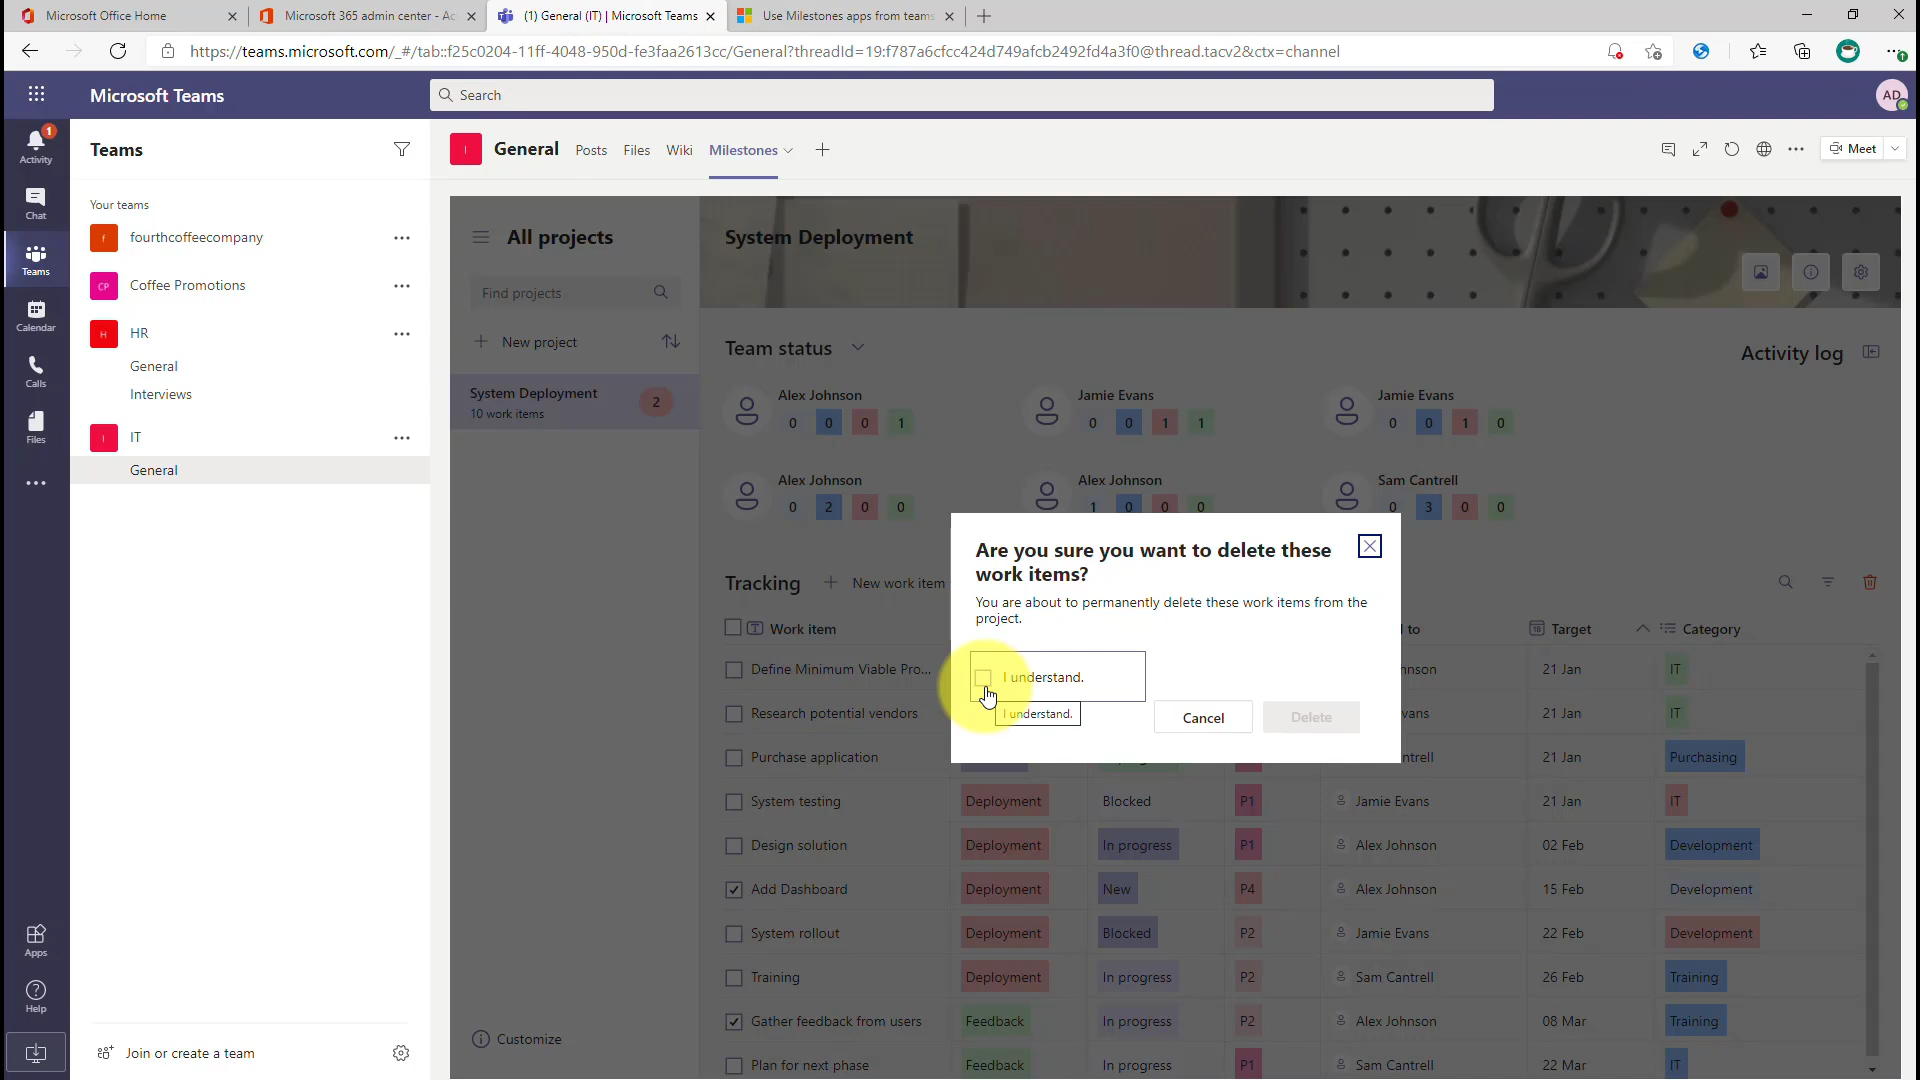 Microsoft Office Home
Microsoft 365 admin center - Ac
(1) General (IT) | Microsoft Teams
Use Milestones apps from teams
https://teams.microsoft.com/_#/tab::f25c0204-11ff-4048-950d-fe3faa2613cc/General?threadId=19:f787a6cfcc424d749afcb2492fd4a3f0@thread.tacv2&ctx=channel
Microsoft Teams
Search
AD
1
Activity
Chat
Teams
Calendar
Calls
Files
Apps
Help
Teams
Your teams
f fourthcoffeecompany
CP Coffee Promotions
H HR
General
Interviews
I IT
General
Join or create a team
I General Posts Files Wiki Milestones
Meet
All projects
Find projects
New project
System Deployment 2
10 work items
Customize
System Deployment
Team status
Activity log
Alex Johnson Jamie Evans Jamie Evans
0 0 0 1 0 0 1 1 0 0 1 0
Alex Johnson Alex Johnson Sam Cantrell
0 2 0 0 1 0 0 0 0 3 0 0
Tracking New work item
Are you sure you want to delete these
work items?
You are about to permanently delete these work items from the
project.
I understand.
I understand.
Cancel Delete
Work item to Target Category
Define Minimum Viable Pro... nson 21 Jan IT
Research potential vendors vans 21 Jan IT
Purchase application ntrell 21 Jan Purchasing
System testing Deployment Blocked P1 Jamie Evans 21 Jan IT
Design solution Deployment In progress P1 Alex Johnson 02 Feb Development
Add Dashboard Deployment New P4 Alex Johnson 15 Feb Development
System rollout Deployment Blocked P2 Jamie Evans 22 Feb Development
Training Deployment In progress P2 Sam Cantrell 26 Feb Training
Gather feedback from users Feedback In progress P2 Alex Johnson 08 Mar Training
Plan for next phase Feedback In progress P1 Sam Cantrell 22 Mar IT